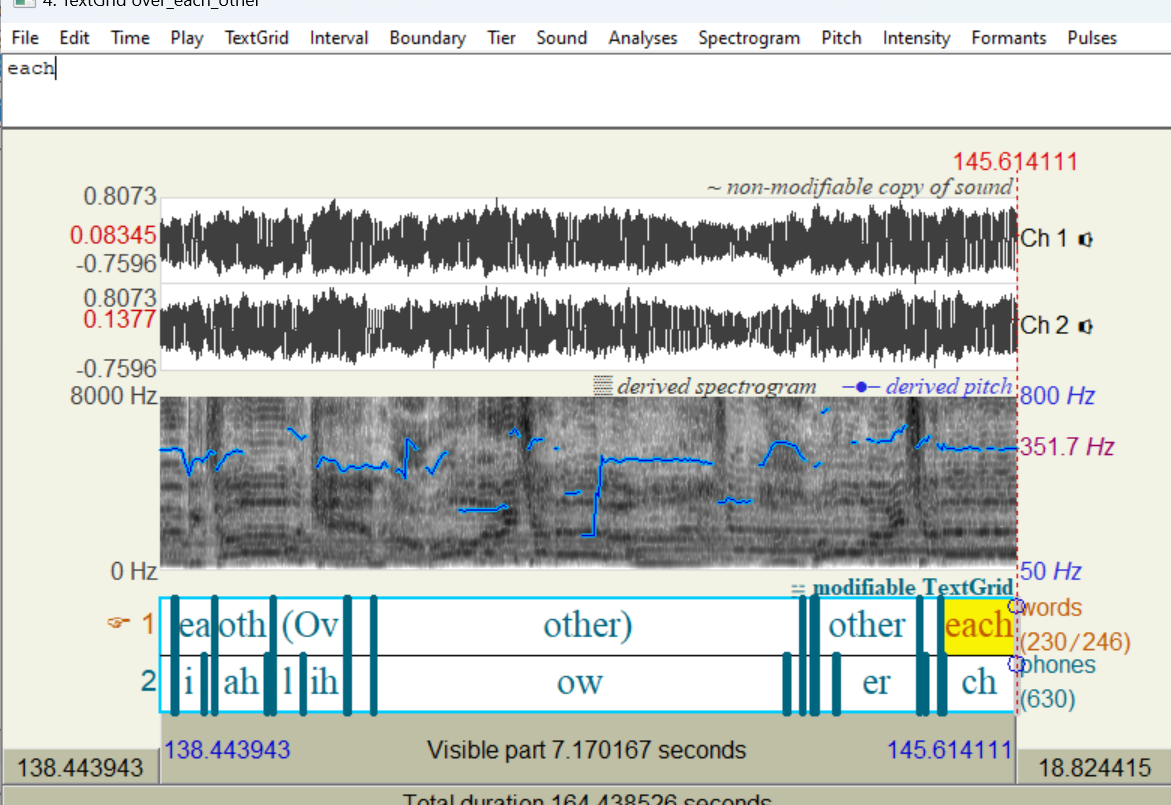 4. TextGrid over_each_other
File Edit Time Play TextGrid Interval Boundary Tier Sound Analyses Spectrogram Pitch Intensity Formants Pulses
each
145.614111
~ non-modifiable copy of sound
0.8073
0.08345 Ch 1
-0.7596
0.8073
0.1377 Ch 2
-0.7596
derived spectrogram derived pitch
8000 Hz 800 Hz
351.7 Hz
0 Hz 50 Hz
modifiable TextGrid
1 ea oth (Ov other) other each words
(230/246)
2 i ah l ih ow er ch phones
(630)
138.443943 Visible part 7.170167 seconds 145.614111
138.443943 18.824415
Total duration 164.438526 seconds